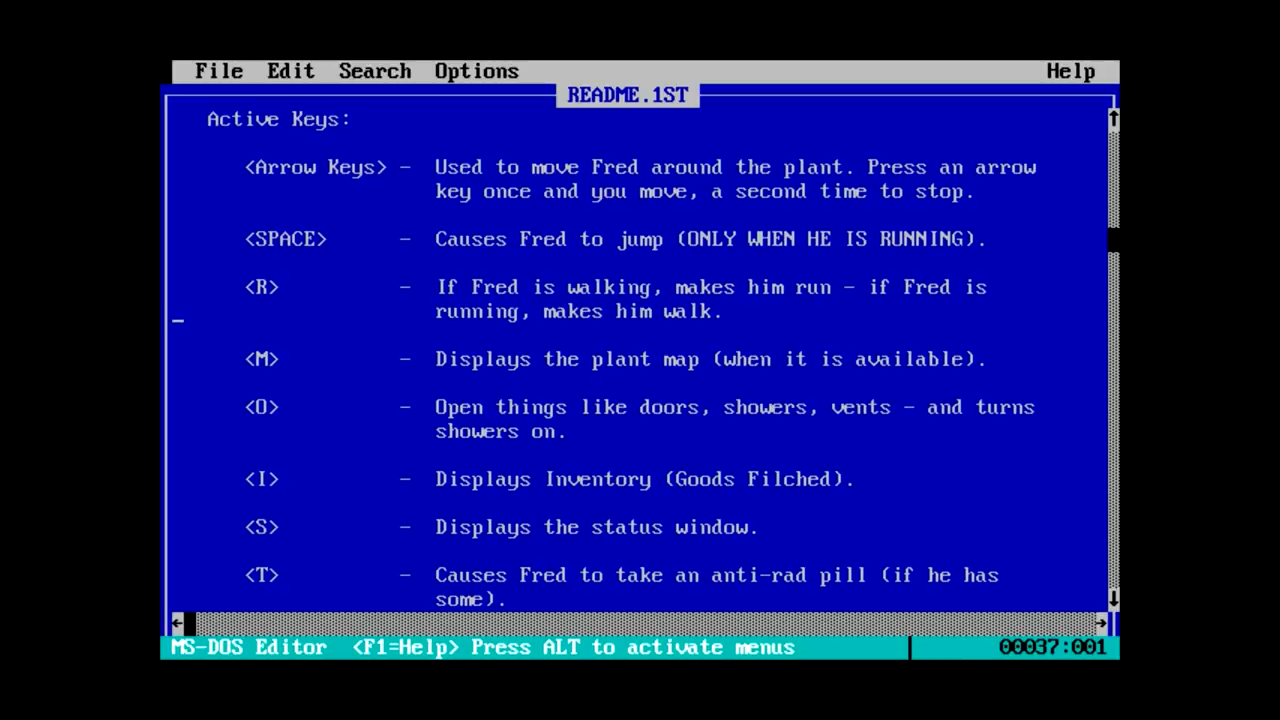 File Edit Search Options Help
README.1ST
Active Keys:
<Arrow Keys> - Used to move Fred around the plant. Press an arrow
key once and you move, a second time to stop.
<SPACE> - Causes Fred to jump (ONLY WHEN HE IS RUNNING).
<R> - If Fred is walking, makes him run - if Fred is
running, makes him walk.
<M> - Displays the plant map (when it is available).
<O> - Open things like doors, showers, vents - and turns
showers on.
<I> - Displays Inventory (Goods Filched).
<S> - Displays the status window.
<T> - Causes Fred to take an anti-rad pill (if he has
some).
MS-DOS Editor <F1=Help> Press ALT to activate menus 00037:001